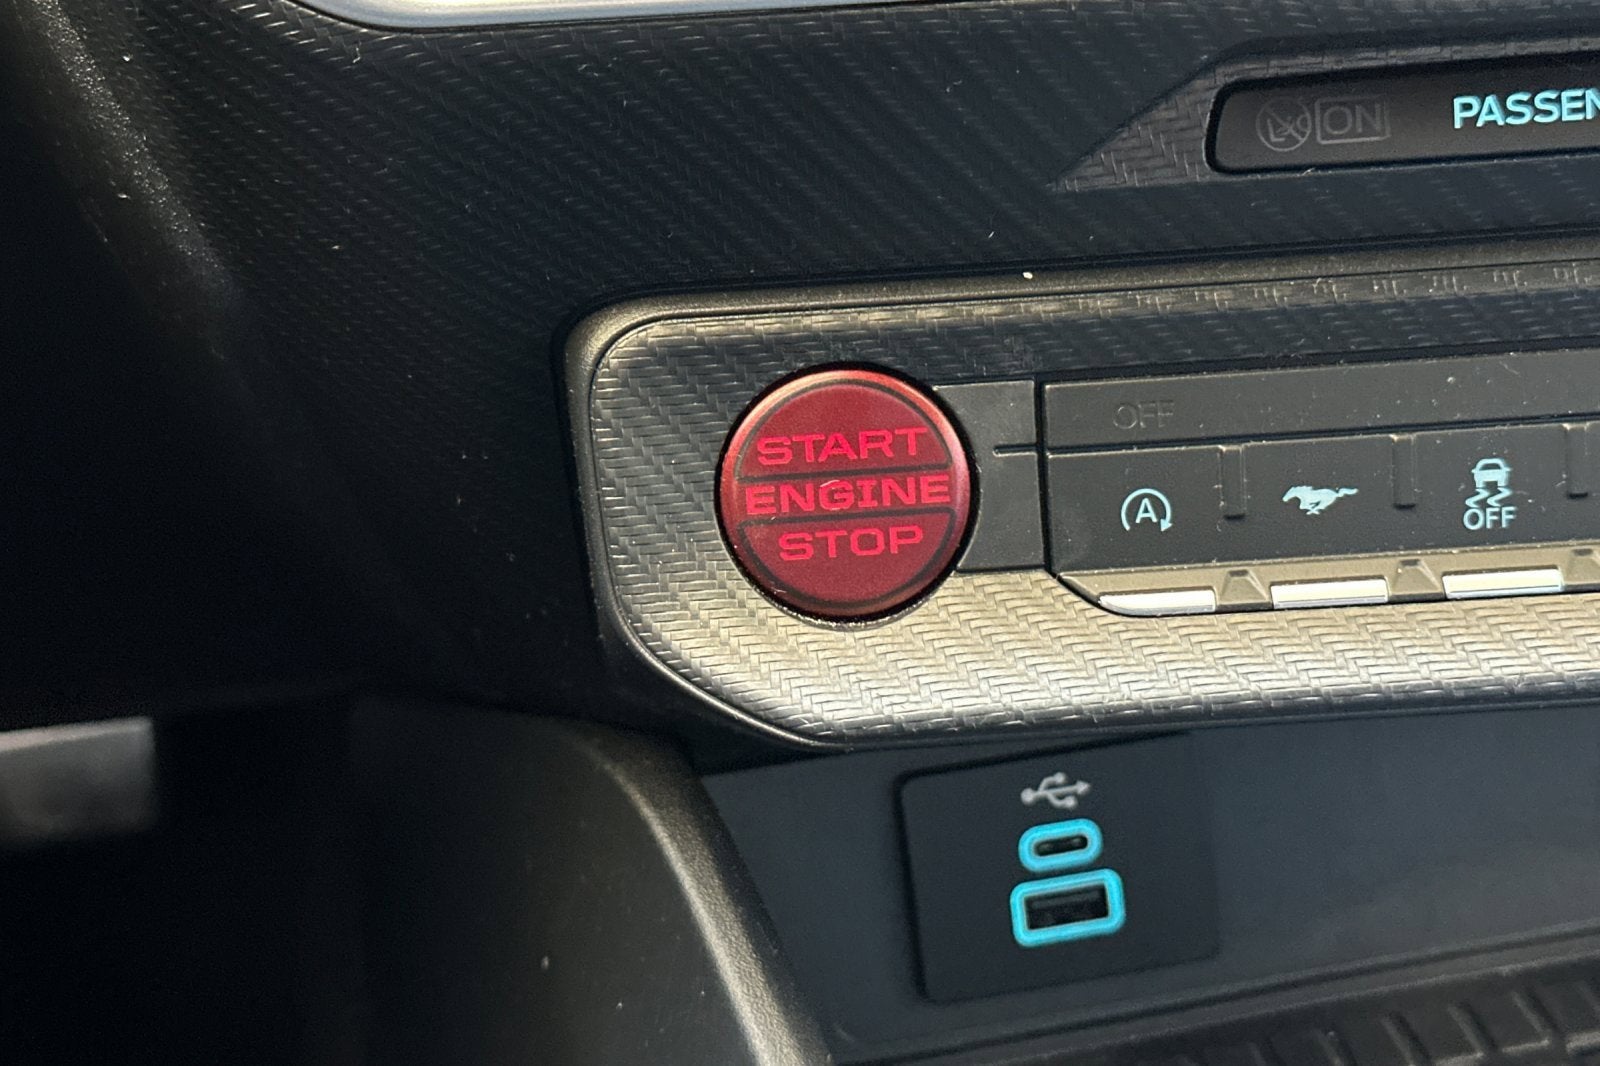 ON PASSEN
START
ENGINE
STOP
OFF
A
OFF